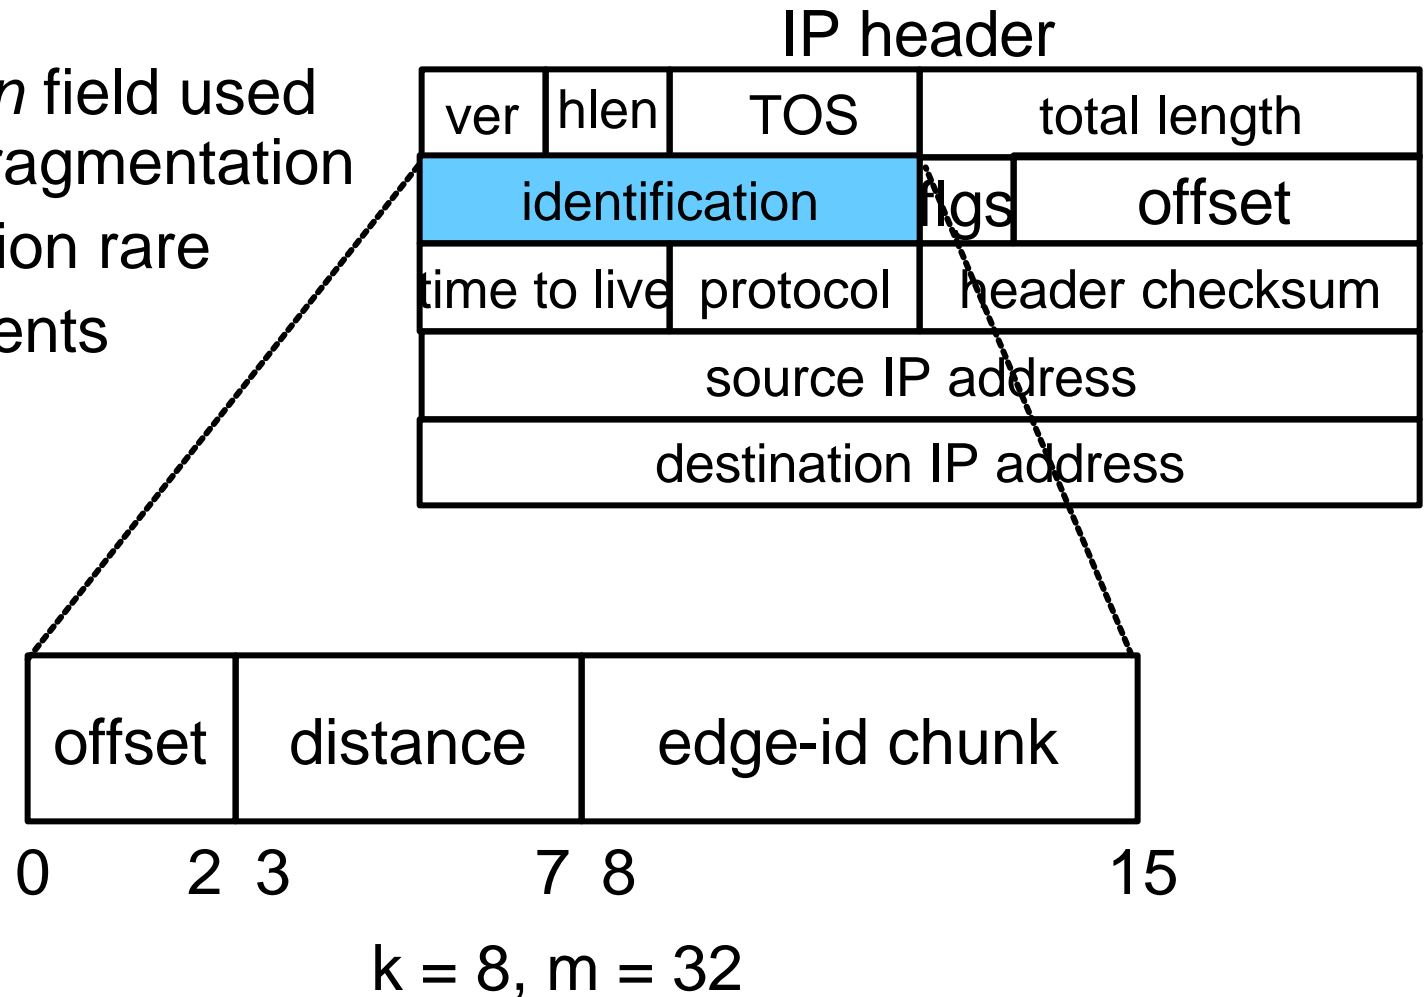 IP header
n field used
ragmentation
ion rare
ents
ver hlen TOS total length
identification flgs offset
time to live protocol header checksum
source IP address
destination IP address
offset distance edge-id chunk
0 2 3 7 8 15
k = 8, m = 32